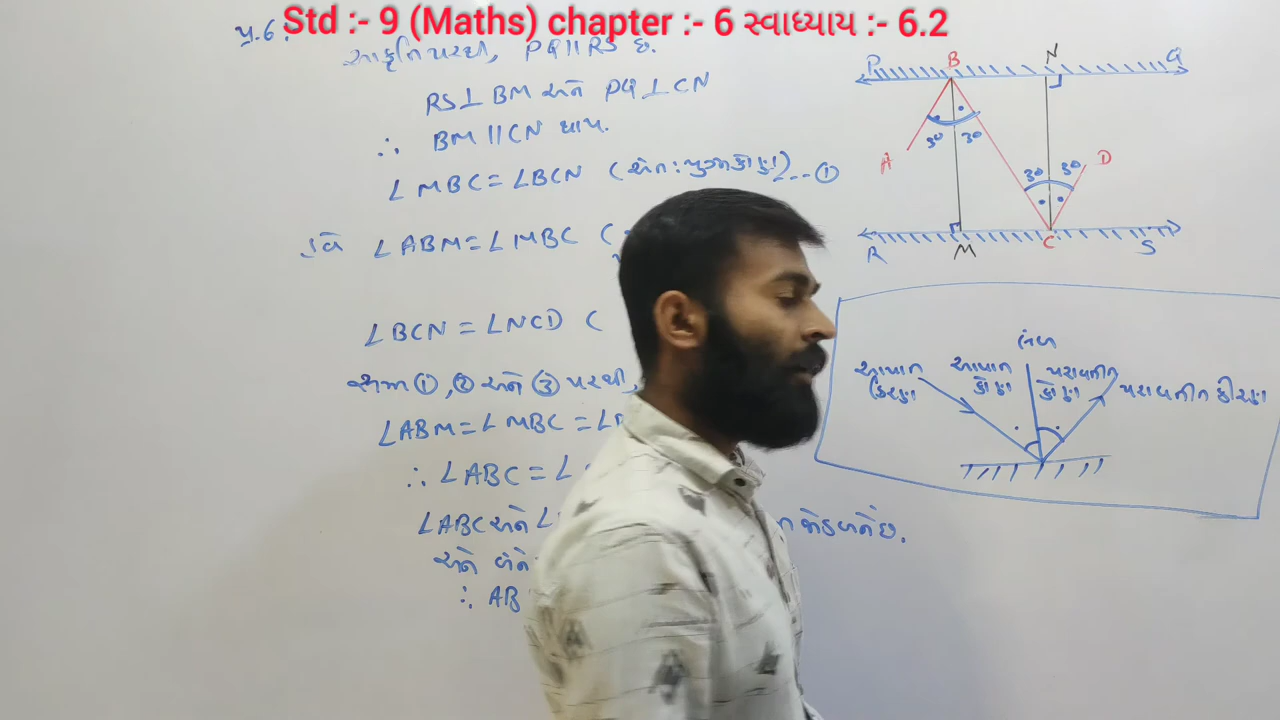 Std :- 9 (Maths) chapter :- 6 સ્વાધ્યાય :- 6.2
પ્ર.6.
આકૃતિ પરથી, PQ || RS છે.
RS ⊥ BM અને PQ ⊥ CN
∴ BM || CN થાય.
∠MBC = ∠BCN (અંત:યુગ્મકોણ)...①
હવે ∠ABM = ∠MBC (
∠BCN = ∠NCD (
આમ ①, ② અને ③ પરથી,
∠ABM = ∠MBC = ∠B
∴ ∠ABC = ∠
∠ABC અને ∠
અને બંને
∴ AB
P B N Q
A 30 30
30 30 D
R M C S
લંબ
આપાત કિરણ
આપાત કોણ
પરાવર્તન કોણ
પરાવર્તીત કીરણ